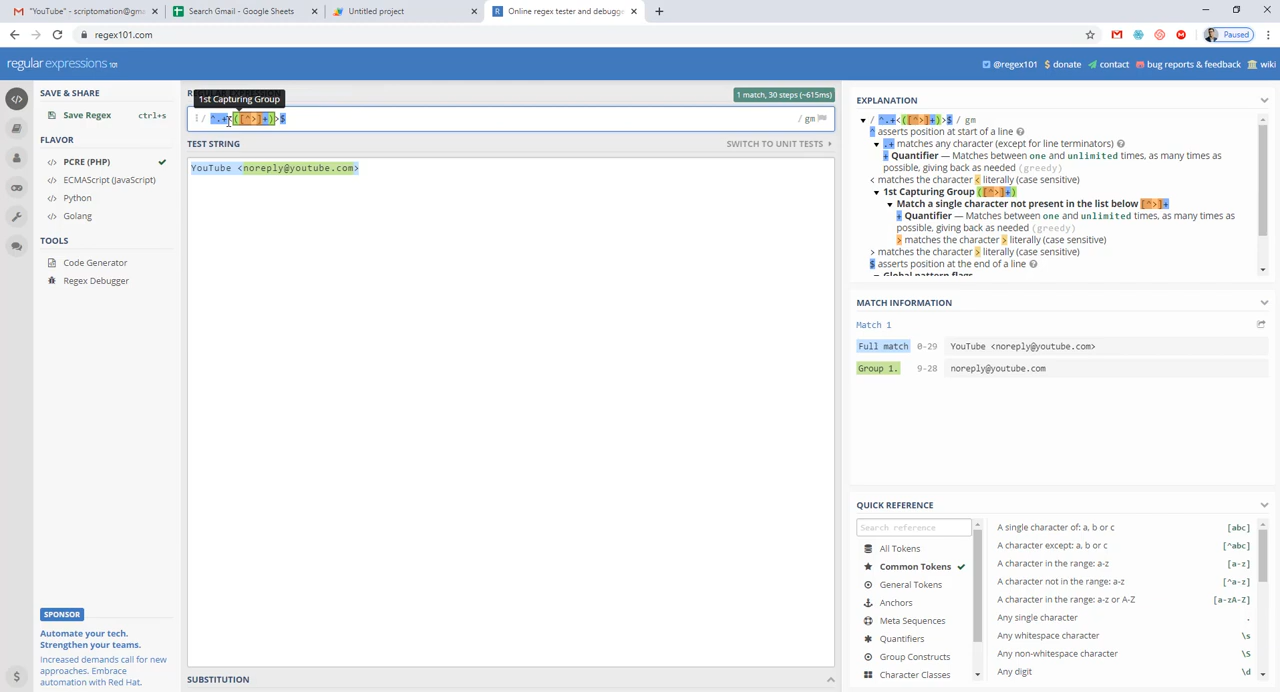 "YouTube" - scriptomation@gm
Search Gmail - Google Sheets
Untitled project
Online regex tester and debugge
regex101.com
Paused
regular expressions 101
@regex101
$ donate
contact
bug reports & feedback
wiki
SAVE & SHARE
Save Regex
ctrl+s
FLAVOR
PCRE (PHP)
ECMAScript (JavaScript)
Python
Golang
TOOLS
Code Generator
Regex Debugger
SPONSOR
Automate your tech.
Strengthen your teams.
Increased demands call for new
approaches. Embrace
automation with Red Hat.
1st Capturing Group
1 match, 30 steps (~615ms)
/ ^.+<([^>]+)>$
/ gm
TEST STRING
SWITCH TO UNIT TESTS
YouTube <noreply@youtube.com>
SUBSTITUTION
EXPLANATION
/ ^.+<([^>]+)>$ / gm
^ asserts position at start of a line
.+ matches any character (except for line terminators)
+ Quantifier — Matches between one and unlimited times, as many times as
possible, giving back as needed (greedy)
< matches the character < literally (case sensitive)
1st Capturing Group ([^>]+)
Match a single character not present in the list below [^>]+
+ Quantifier — Matches between one and unlimited times, as many times as
possible, giving back as needed (greedy)
> matches the character > literally (case sensitive)
> matches the character > literally (case sensitive)
$ asserts position at the end of a line
Global pattern flags
MATCH INFORMATION
Match 1
Full match 0-29 YouTube <noreply@youtube.com>
Group 1. 9-28 noreply@youtube.com
QUICK REFERENCE
Search reference
All Tokens
Common Tokens
General Tokens
Anchors
Meta Sequences
Quantifiers
Group Constructs
Character Classes
A single character of: a, b or c [abc]
A character except: a, b or c [^abc]
A character in the range: a-z [a-z]
A character not in the range: a-z [^a-z]
A character in the range: a-z or A-Z [a-zA-Z]
Any single character .
Any whitespace character \s
Any non-whitespace character \S
Any digit \d